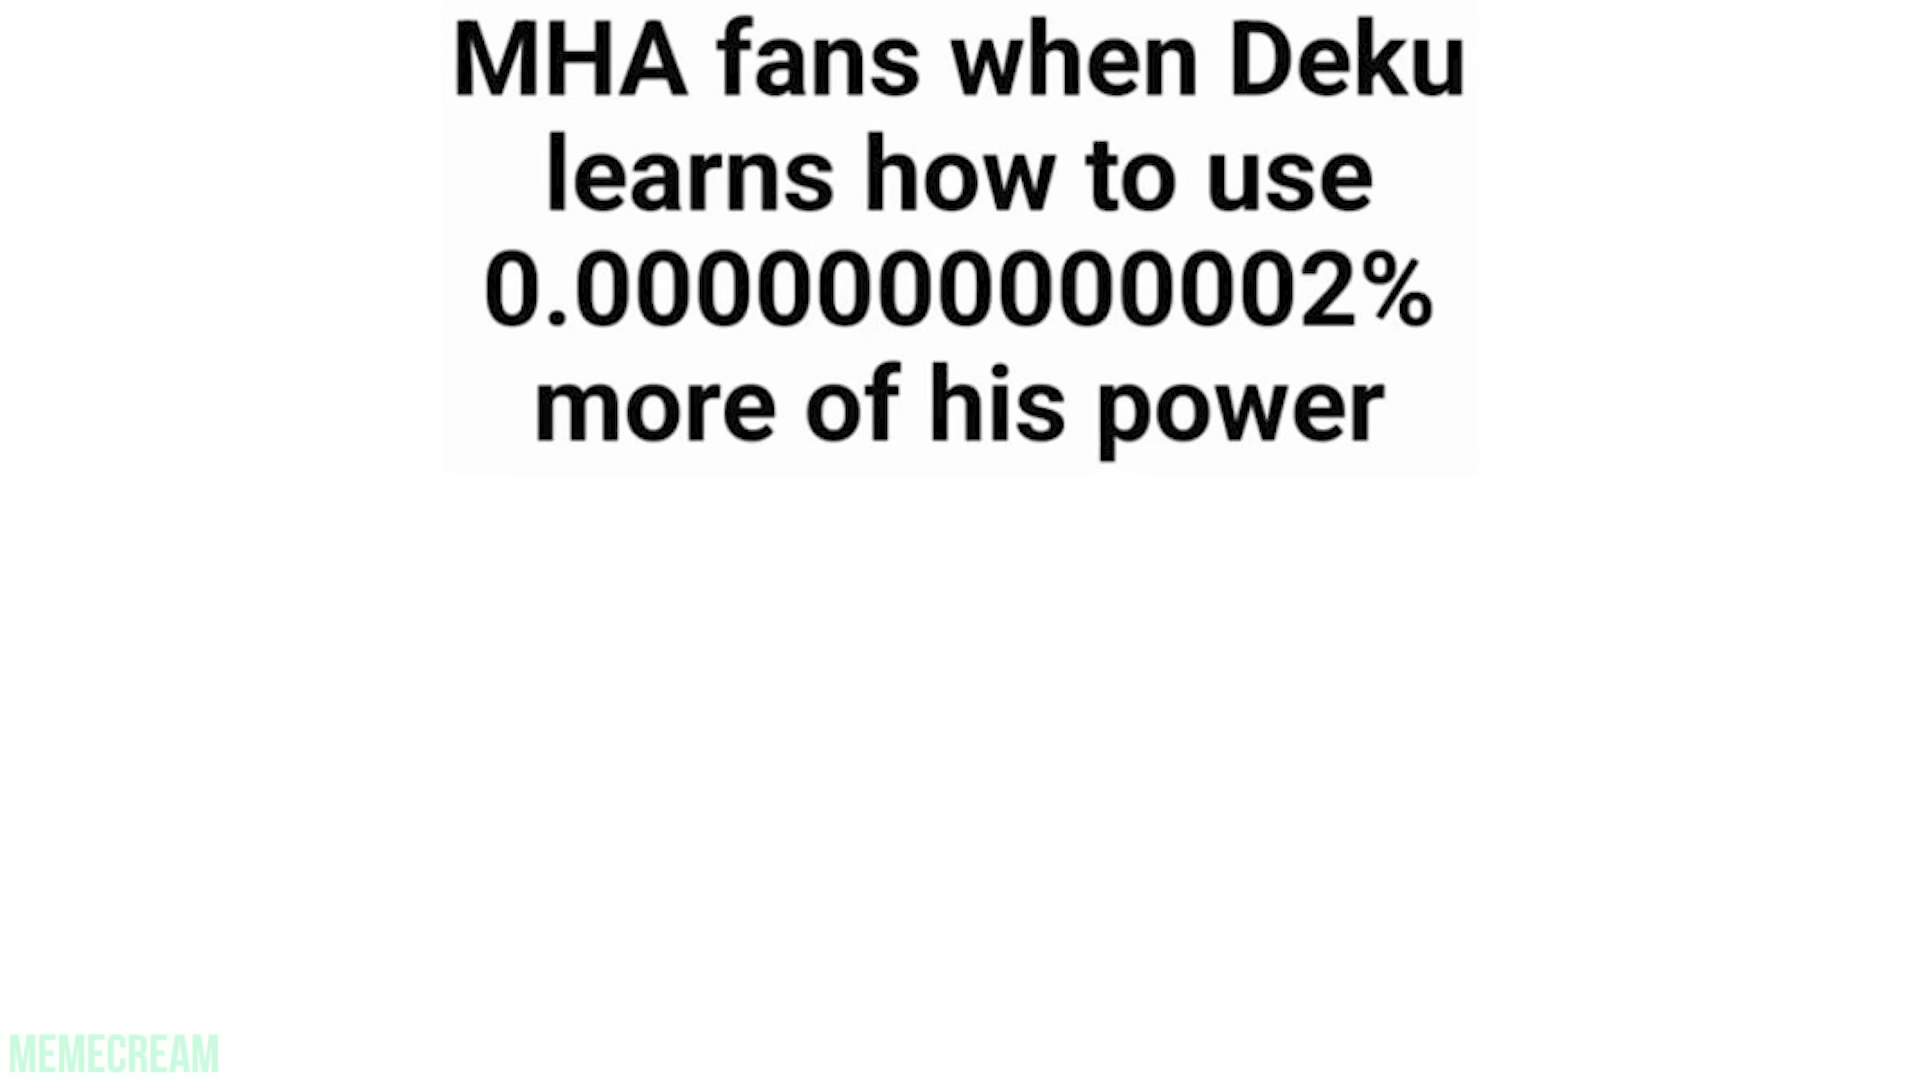 MHA fans when Deku
learns how to use
0.0000000000002%
more of his power
MEMECREAM